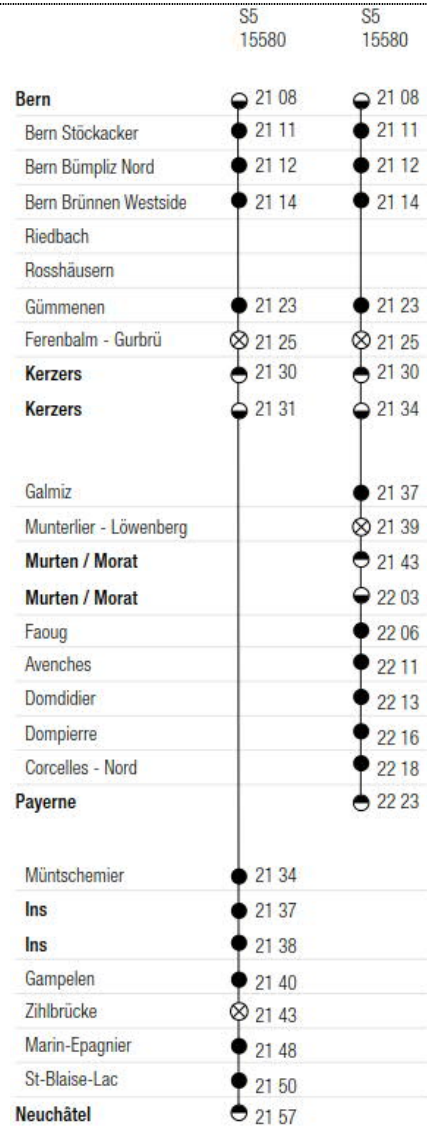 S5 S5
15580 15580
Bern 21 08 21 08
Bern Stöckacker 21 11 21 11
Bern Bümpliz Nord 21 12 21 12
Bern Brünnen Westside 21 14 21 14
Riedbach
Rosshäusern
Gümmenen 21 23 21 23
Ferenbalm - Gurbrü 21 25 21 25
Kerzers 21 30 21 30
Kerzers 21 31 21 34
Galmiz 21 37
Munterlier - Löwenberg 21 39
Murten / Morat 21 43
Murten / Morat 22 03
Faoug 22 06
Avenches 22 11
Domdidier 22 13
Dompierre 22 16
Corcelles - Nord 22 18
Payerne 22 23
Müntschemier 21 34
Ins 21 37
Ins 21 38
Gampelen 21 40
Zihlbrücke 21 43
Marin-Epagnier 21 48
St-Blaise-Lac 21 50
Neuchâtel 21 57